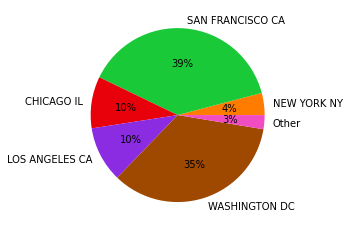 SAN FRANCISCO CA
39%
CHICAGO IL
10%
4%
NEW YORK NY
3%
Other
LOS ANGELES CA
10%
35%
WASHINGTON DC